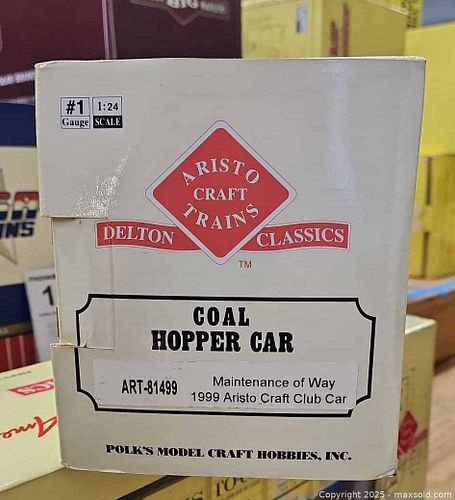 #1
Gauge
1:24
SCALE
ARISTO
CRAFT
TRAINS
DELTON CLASSICS
TM
COAL
HOPPER CAR
ART-81499
Maintenance of Way
1999 Aristo Craft Club Car
POLK'S MODEL CRAFT HOBBIES, INC.
Copyright © 2025 - maxsold.com